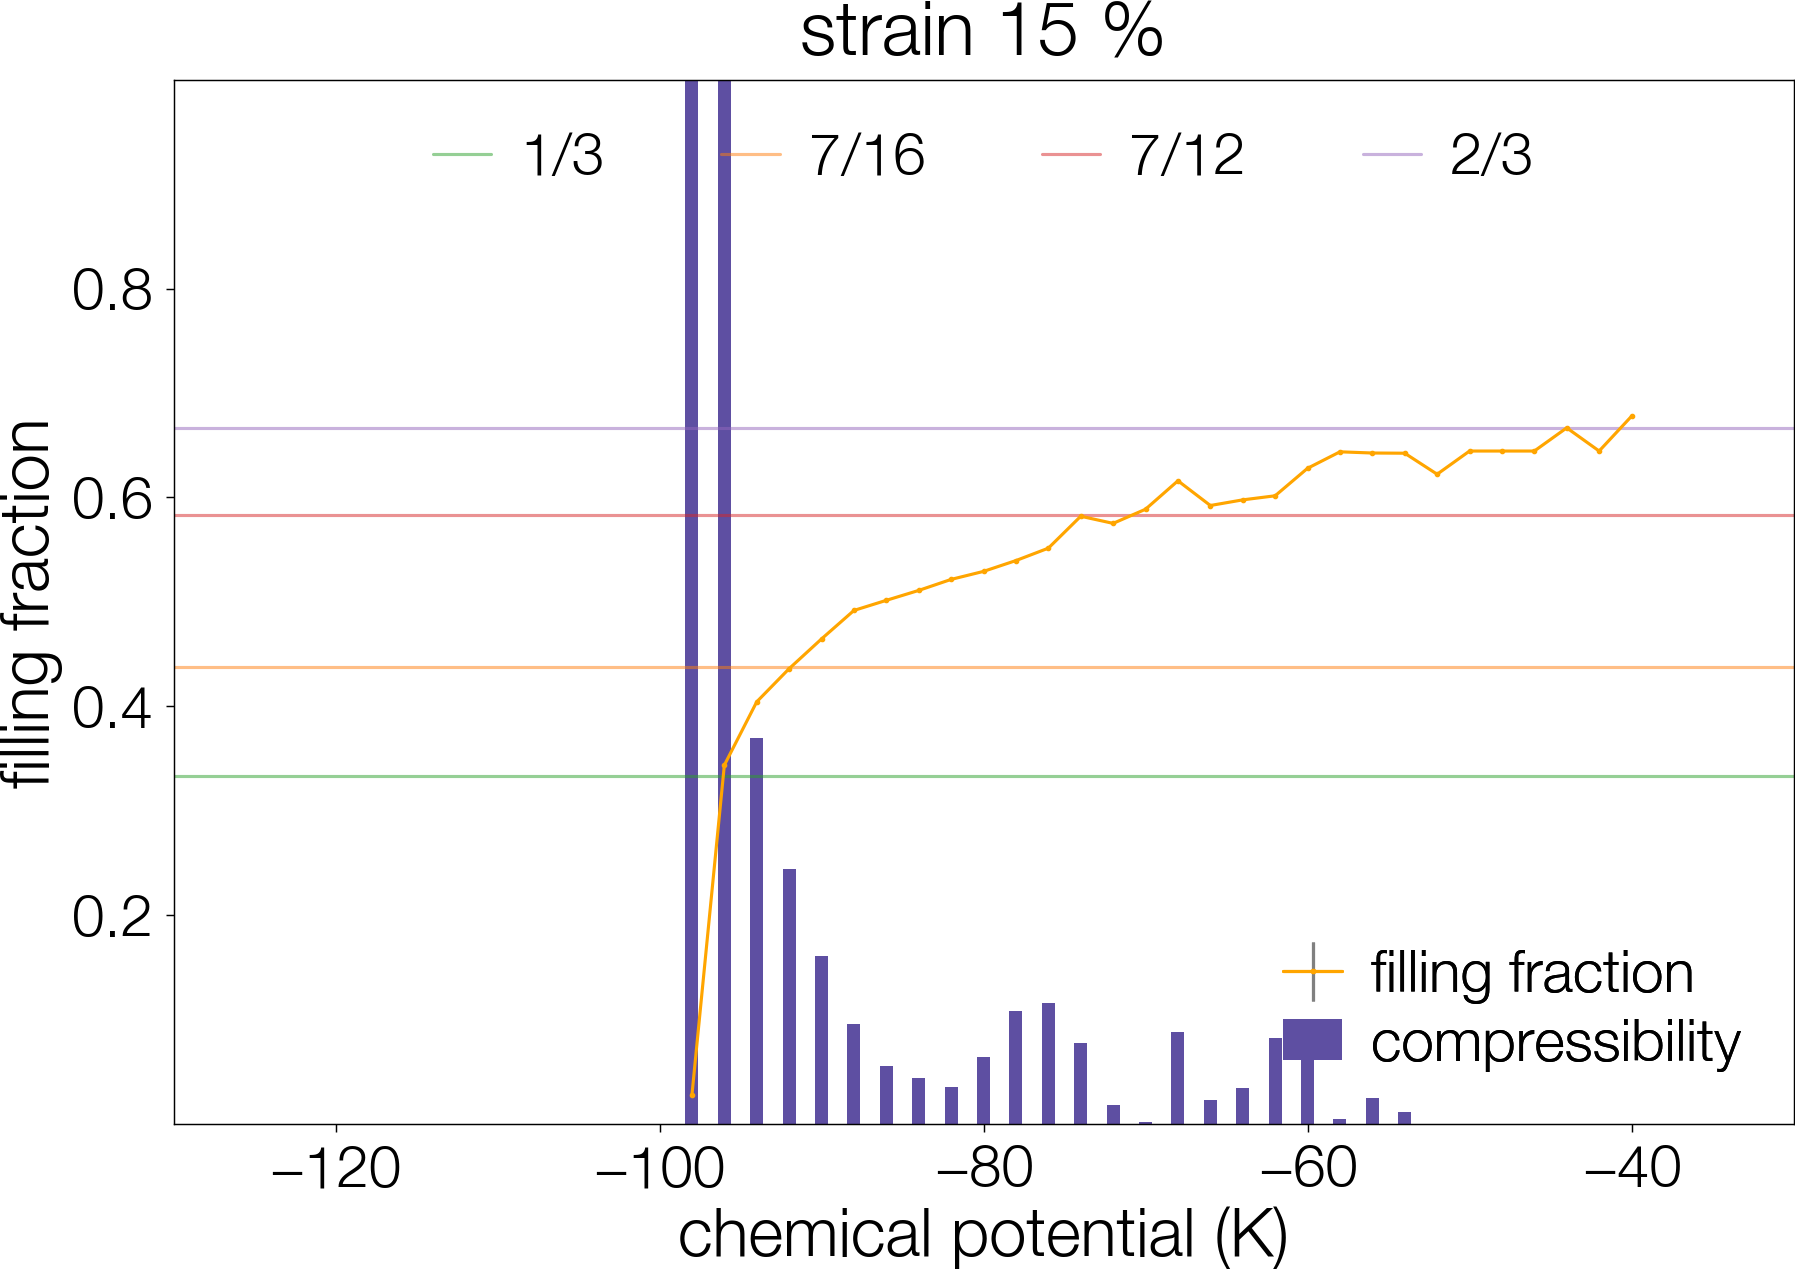 strain 15 %
1/3 7/16 7/12 2/3
0.8
0.6
0.4
0.2
filling fraction
filling fraction
compressibility
−120 −100 −80 −60 −40
chemical potential (K)